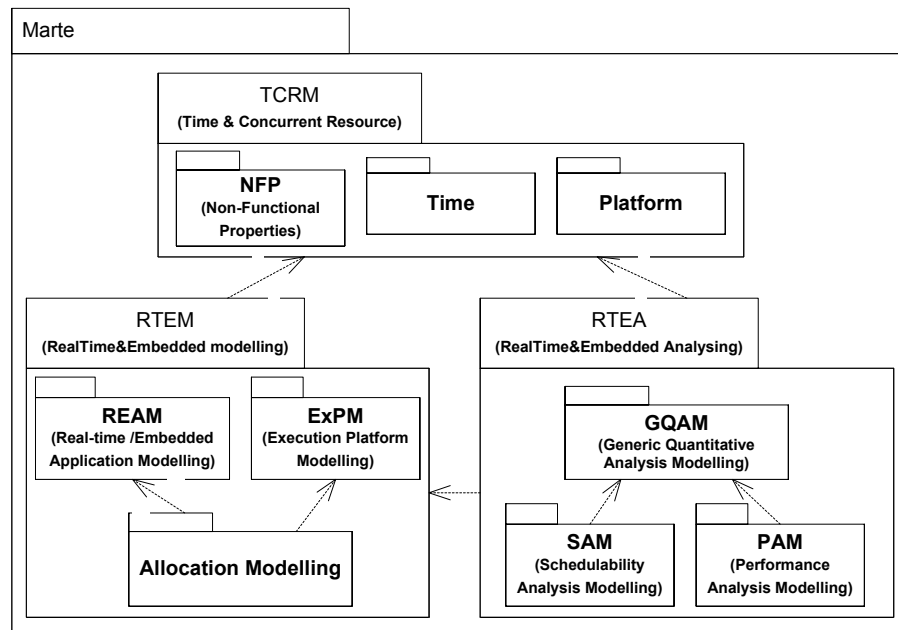 Marte
TCRM
(Time & Concurrent Resource)
NFP
(Non-Functional
Properties)
Time
Platform
RTEM
(RealTime&Embedded modelling)
RTEA
(RealTime&Embedded Analysing)
REAM
(Real-time /Embedded
Application Modelling)
ExPM
(Execution Platform
Modelling)
GQAM
(Generic Quantitative
Analysis Modelling)
Allocation Modelling
SAM
(Schedulability
Analysis Modelling)
PAM
(Performance
Analysis Modelling)